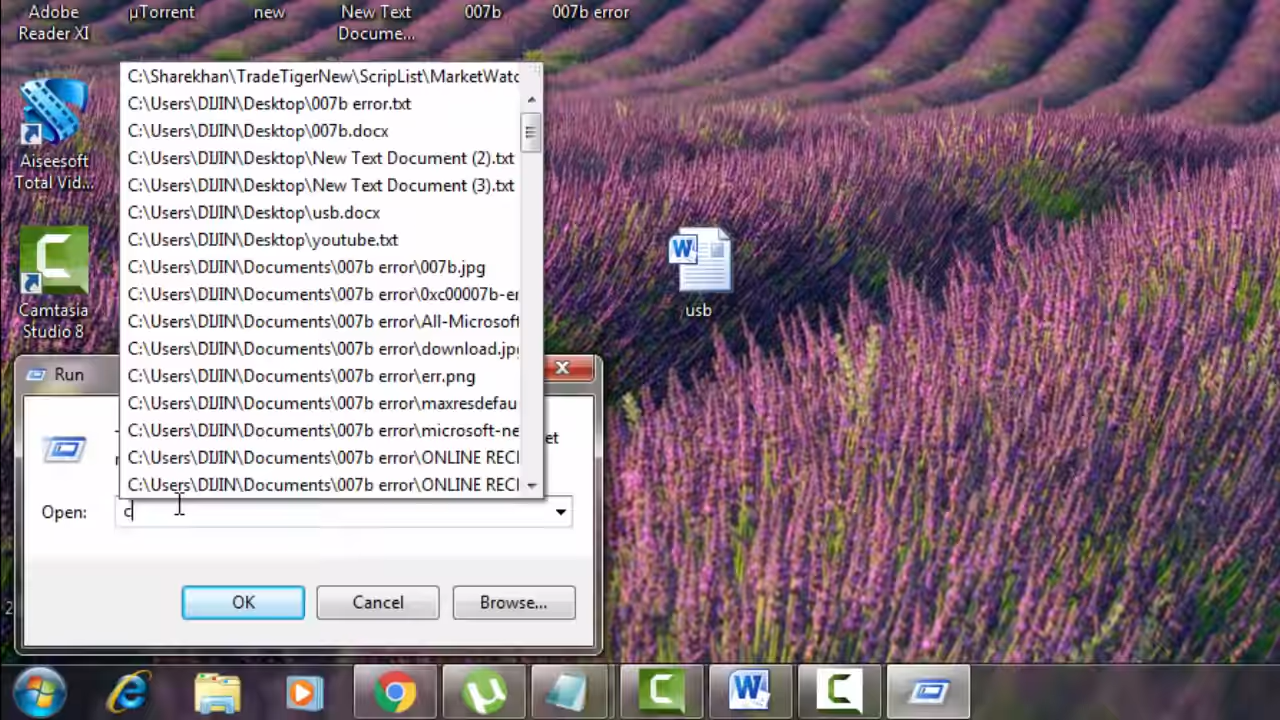 Adobe
Reader XI
µTorrent
new
New Text
Docume...
007b
007b error
Aiseesoft
Total Vid...
Camtasia
Studio 8
usb
C:\Sharekhan\TradeTigerNew\ScripList\MarketWatc
C:\Users\DIJIN\Desktop\007b error.txt
C:\Users\DIJIN\Desktop\007b.docx
C:\Users\DIJIN\Desktop\New Text Document (2).txt
C:\Users\DIJIN\Desktop\New Text Document (3).txt
C:\Users\DIJIN\Desktop\usb.docx
C:\Users\DIJIN\Desktop\youtube.txt
C:\Users\DIJIN\Documents\007b error\007b.jpg
C:\Users\DIJIN\Documents\007b error\0xc00007b-er
C:\Users\DIJIN\Documents\007b error\All-Microsoft
C:\Users\DIJIN\Documents\007b error\download.jpg
C:\Users\DIJIN\Documents\007b error\err.png
C:\Users\DIJIN\Documents\007b error\maxresdefau
C:\Users\DIJIN\Documents\007b error\microsoft-ne
C:\Users\DIJIN\Documents\007b error\ONLINE RECI
C:\Users\DIJIN\Documents\007b error\ONLINE RECI
Run
et
Open:
c
OK
Cancel
Browse...
2